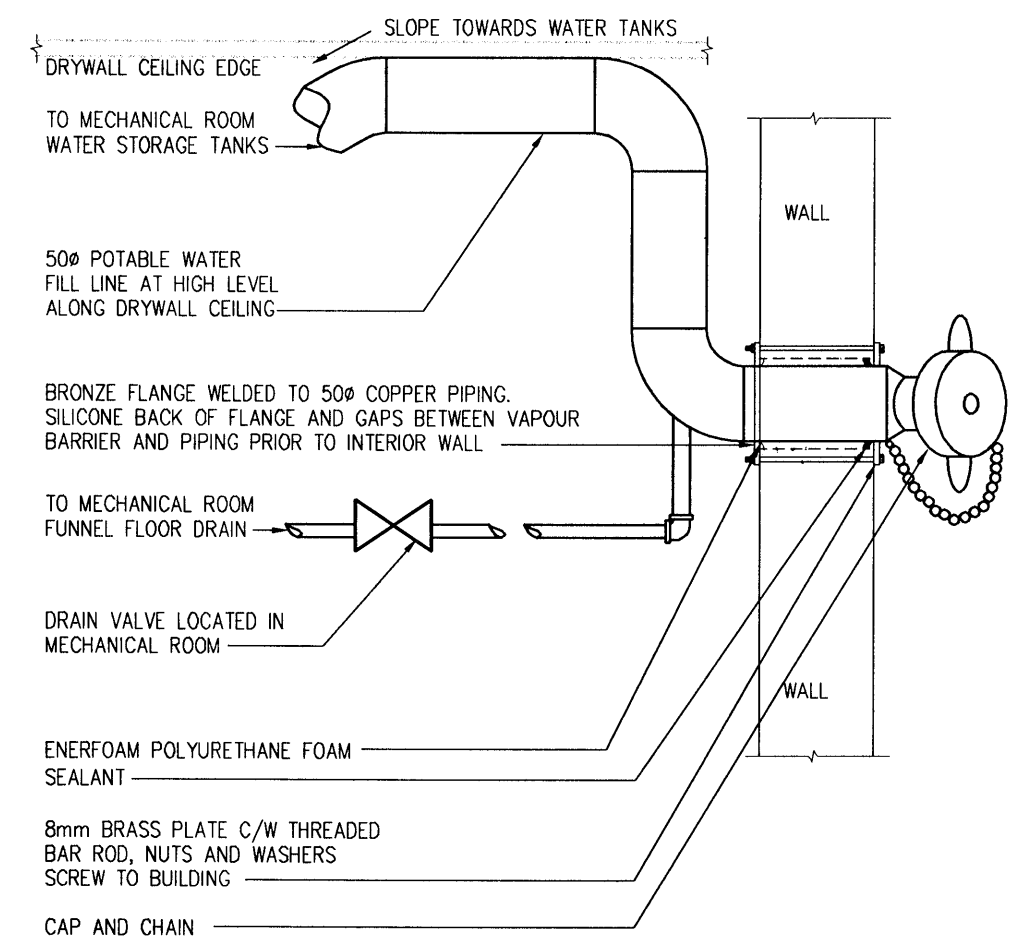 SLOPE TOWARDS WATER TANKS
DRYWALL CEILING EDGE
TO MECHANICAL ROOM
WATER STORAGE TANKS
WALL
50ø POTABLE WATER
FILL LINE AT HIGH LEVEL
ALONG DRYWALL CEILING
BRONZE FLANGE WELDED TO 50ø COPPER PIPING.
SILICONE BACK OF FLANGE AND GAPS BETWEEN VAPOUR
BARRIER AND PIPING PRIOR TO INTERIOR WALL
TO MECHANICAL ROOM
FUNNEL FLOOR DRAIN
DRAIN VALVE LOCATED IN
MECHANICAL ROOM
WALL
ENERFOAM POLYURETHANE FOAM
SEALANT
8mm BRASS PLATE C/W THREADED
BAR ROD, NUTS AND WASHERS
SCREW TO BUILDING
CAP AND CHAIN